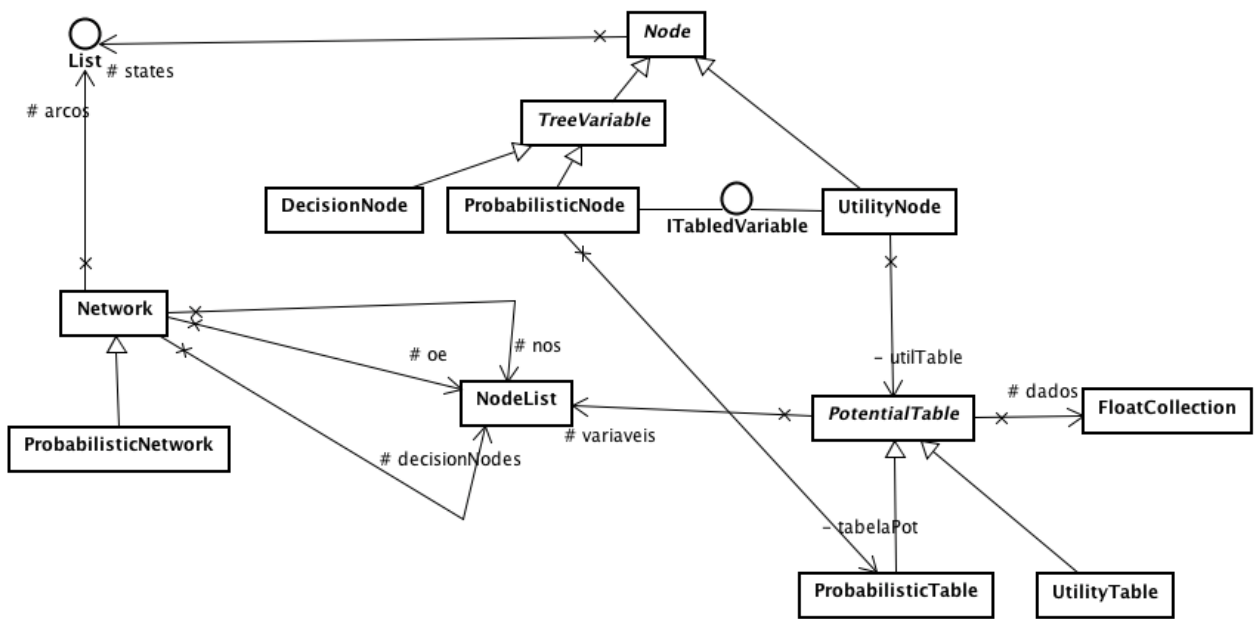 Node
List
# states
# arcos
TreeVariable
DecisionNode
ProbabilisticNode
ITabledVariable
UtilityNode
Network
# oe
# nos
– utilTable
NodeList
# variaveis
PotentialTable
# dados
FloatCollection
ProbabilisticNetwork
# decisionNodes
– tabelaPot
ProbabilisticTable
UtilityTable